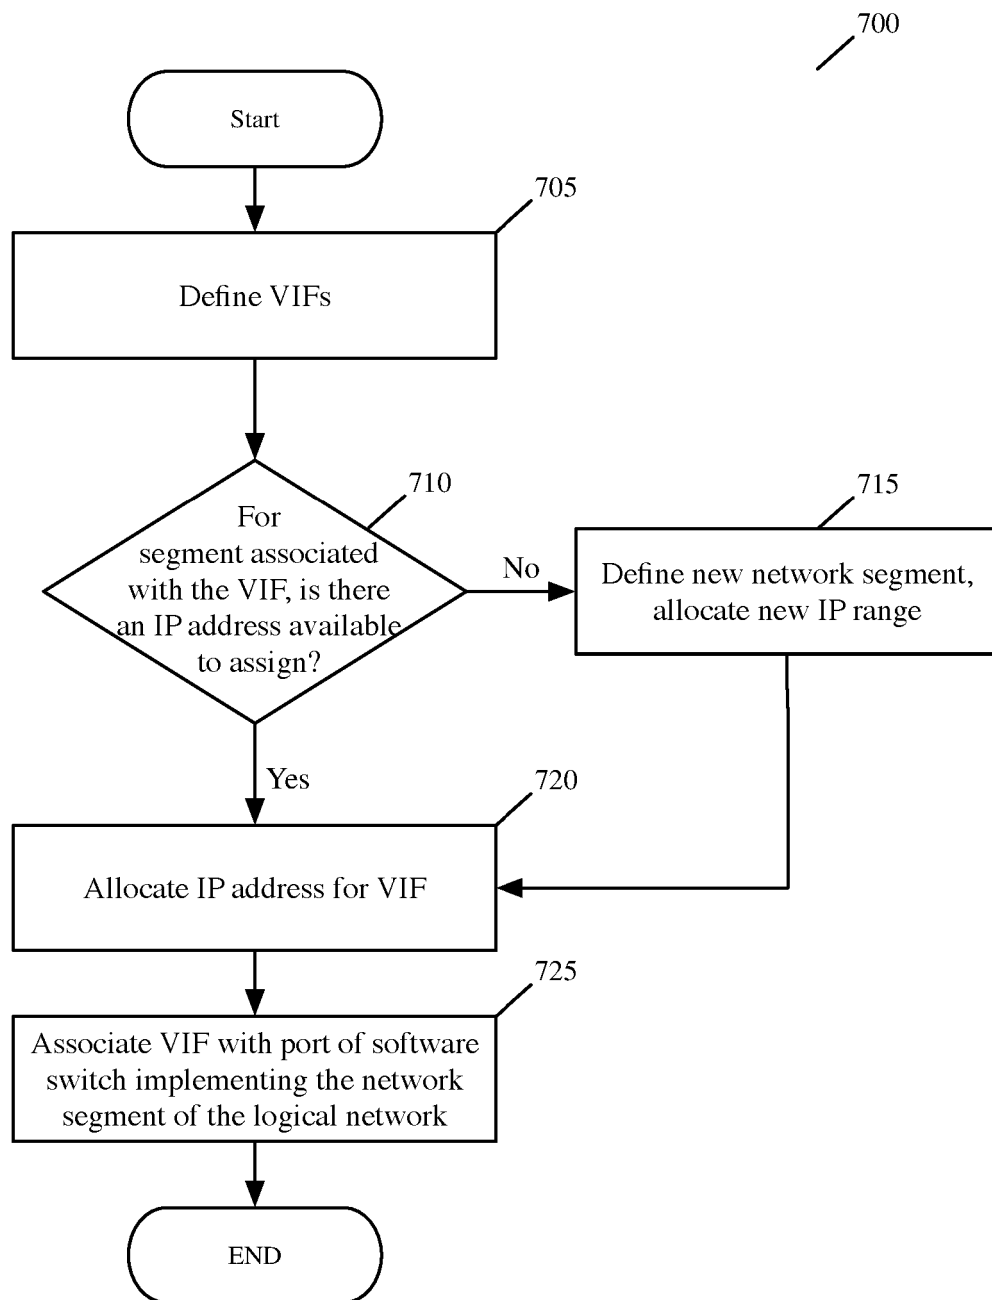 700
Start
705
Define VIFs
710
For
segment associated
with the VIF, is there
an IP address available
to assign?
No
715
Define new network segment,
allocate new IP range
Yes
720
Allocate IP address for VIF
725
Associate VIF with port of software
switch implementing the network
segment of the logical network
END